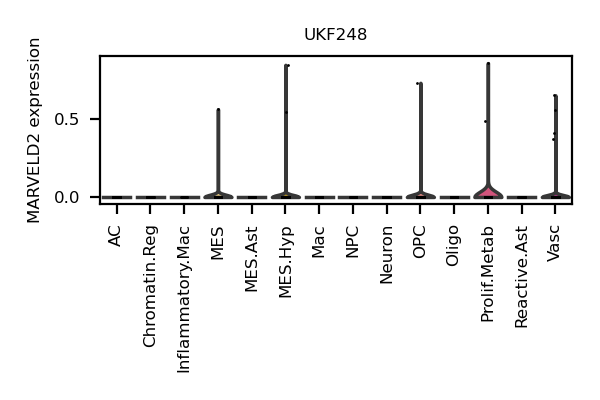 UKF248
MARVELD2 expression
0.5
0.0
AC
Chromatin.Reg
Inflammatory.Mac
MES
MES.Ast
MES.Hyp
Mac
NPC
Neuron
OPC
Oligo
Prolif.Metab
Reactive.Ast
Vasc